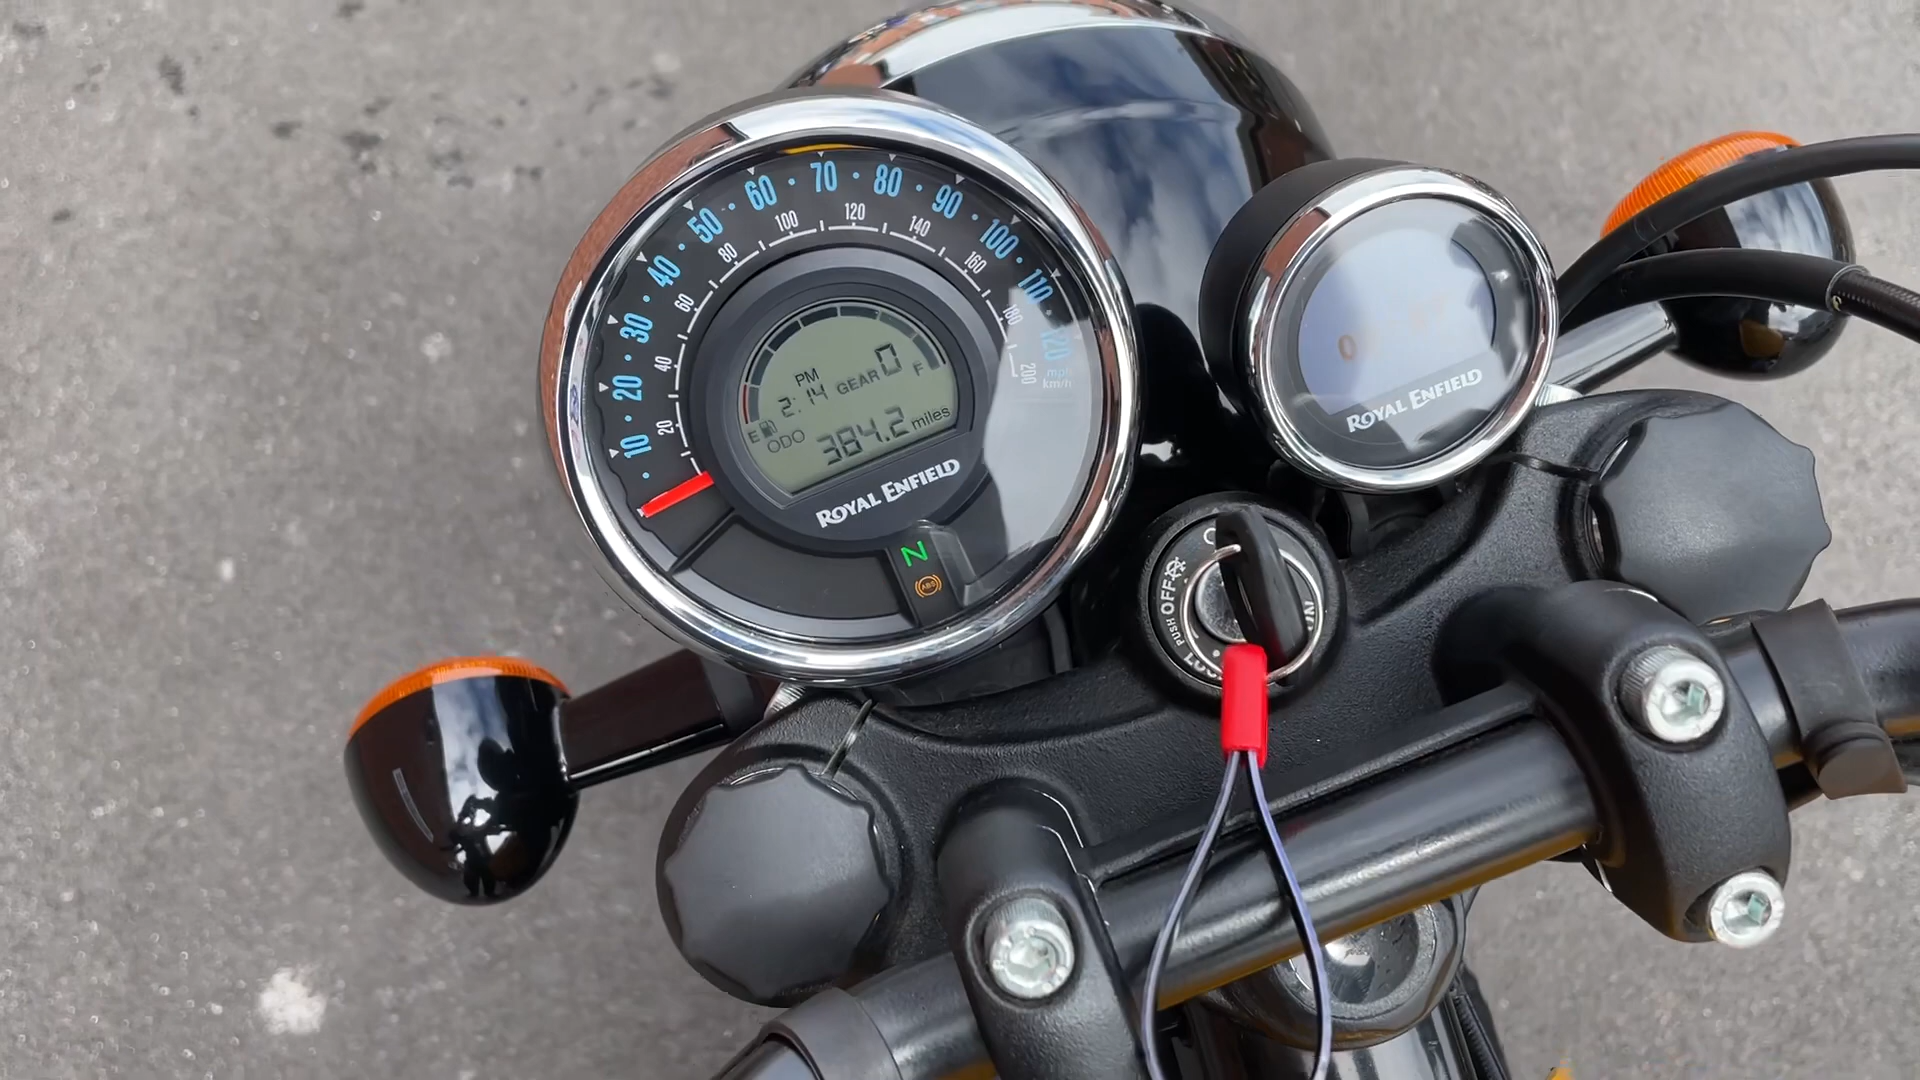 10 20 30 40 50 60 70 80 90 100 110 120
mph
km/h
20 40 60 80 100 120 140 160 180 200
PM
2:14 GEAR 0
E F
ODO 384.2 miles
ROYAL ENFIELD
N
ABS
ROYAL ENFIELD
PUSH OFF
ON